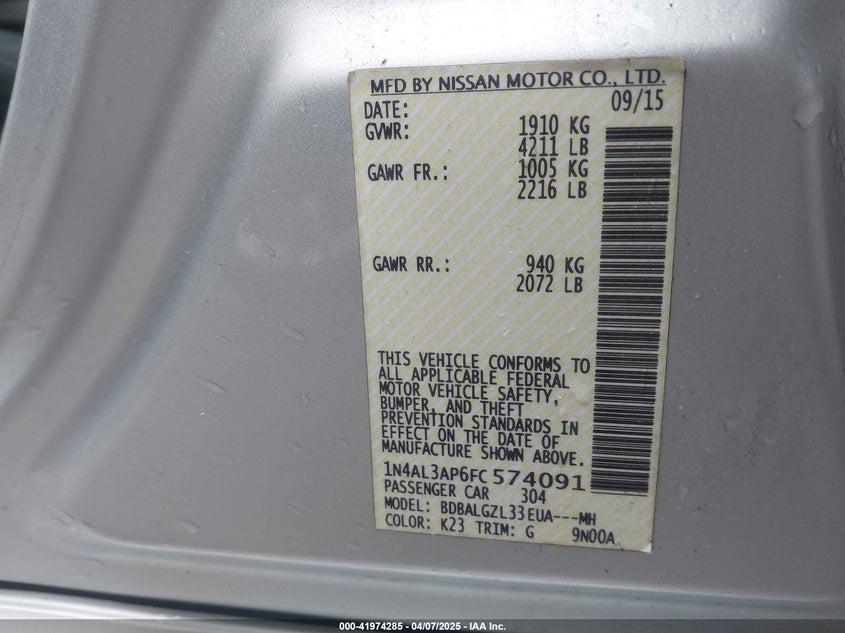 MFD BY NISSAN MOTOR CO., LTD.
DATE: 09/15
GVWR: 1910 KG
4211 LB
GAWR FR.: 1005 KG
2216 LB
GAWR RR.: 940 KG
2072 LB
THIS VEHICLE CONFORMS TO
ALL APPLICABLE FEDERAL
MOTOR VEHICLE SAFETY,
BUMPER, AND THEFT
PREVENTION STANDARDS IN
EFFECT ON THE DATE OF
MANUFACTURE SHOWN ABOVE.
1N4AL3AP6FC574091
PASSENGER CAR 304
MODEL: BDBALGZL33EUA---MH
COLOR: K23 TRIM: G 9N00A
000-41974285 - 04/07/2025 - IAA Inc.